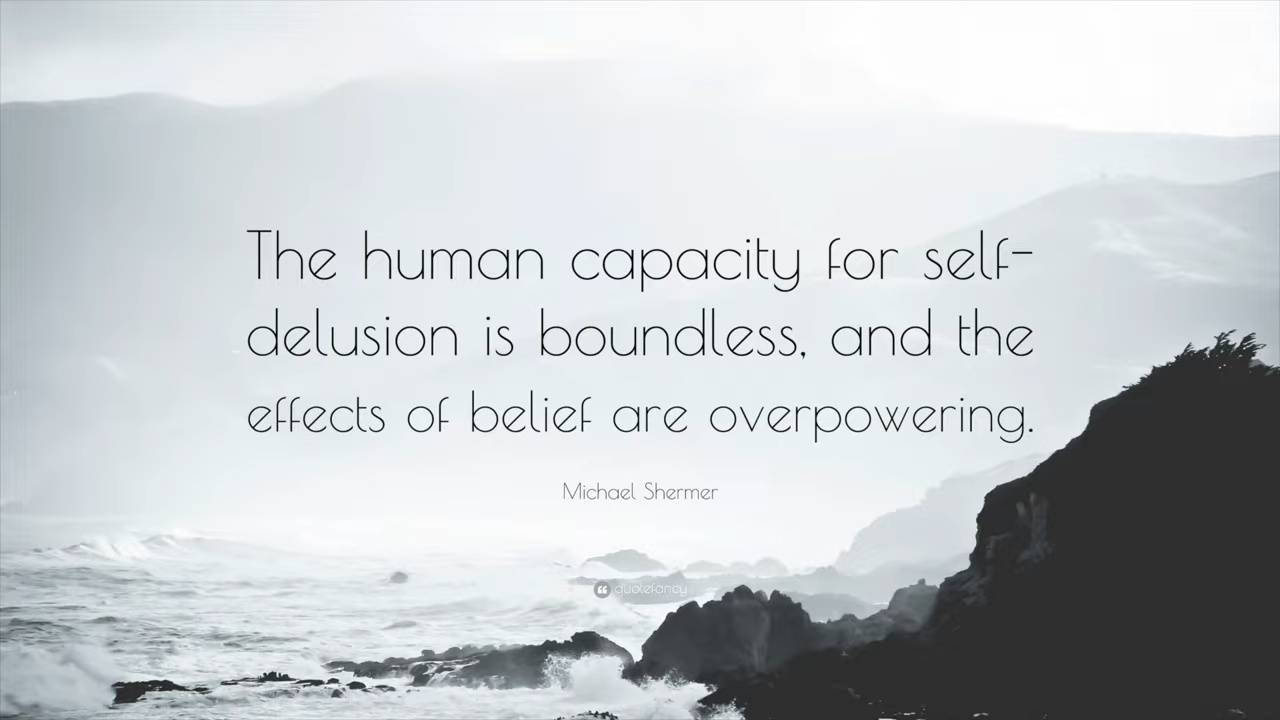 The human capacity for self-
delusion is boundless, and the
effects of belief are overpowering.
Michael Shermer
quotefancy